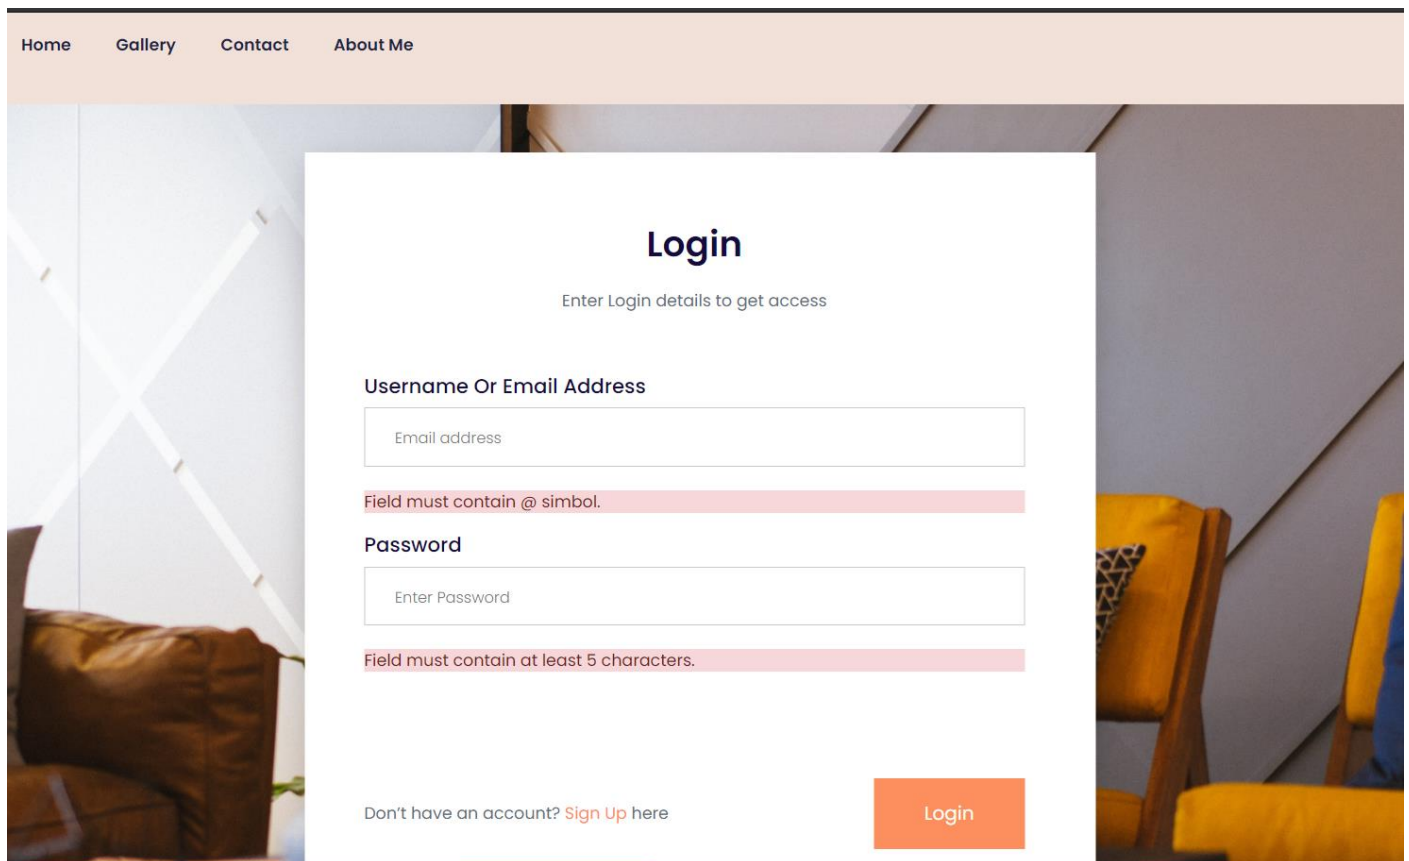 Home Gallery Contact About Me
Login
Enter Login details to get access
Username Or Email Address
Email address
Field must contain @ simbol.
Password
Enter Password
Field must contain at least 5 characters.
Don’t have an account? Sign Up here
Login